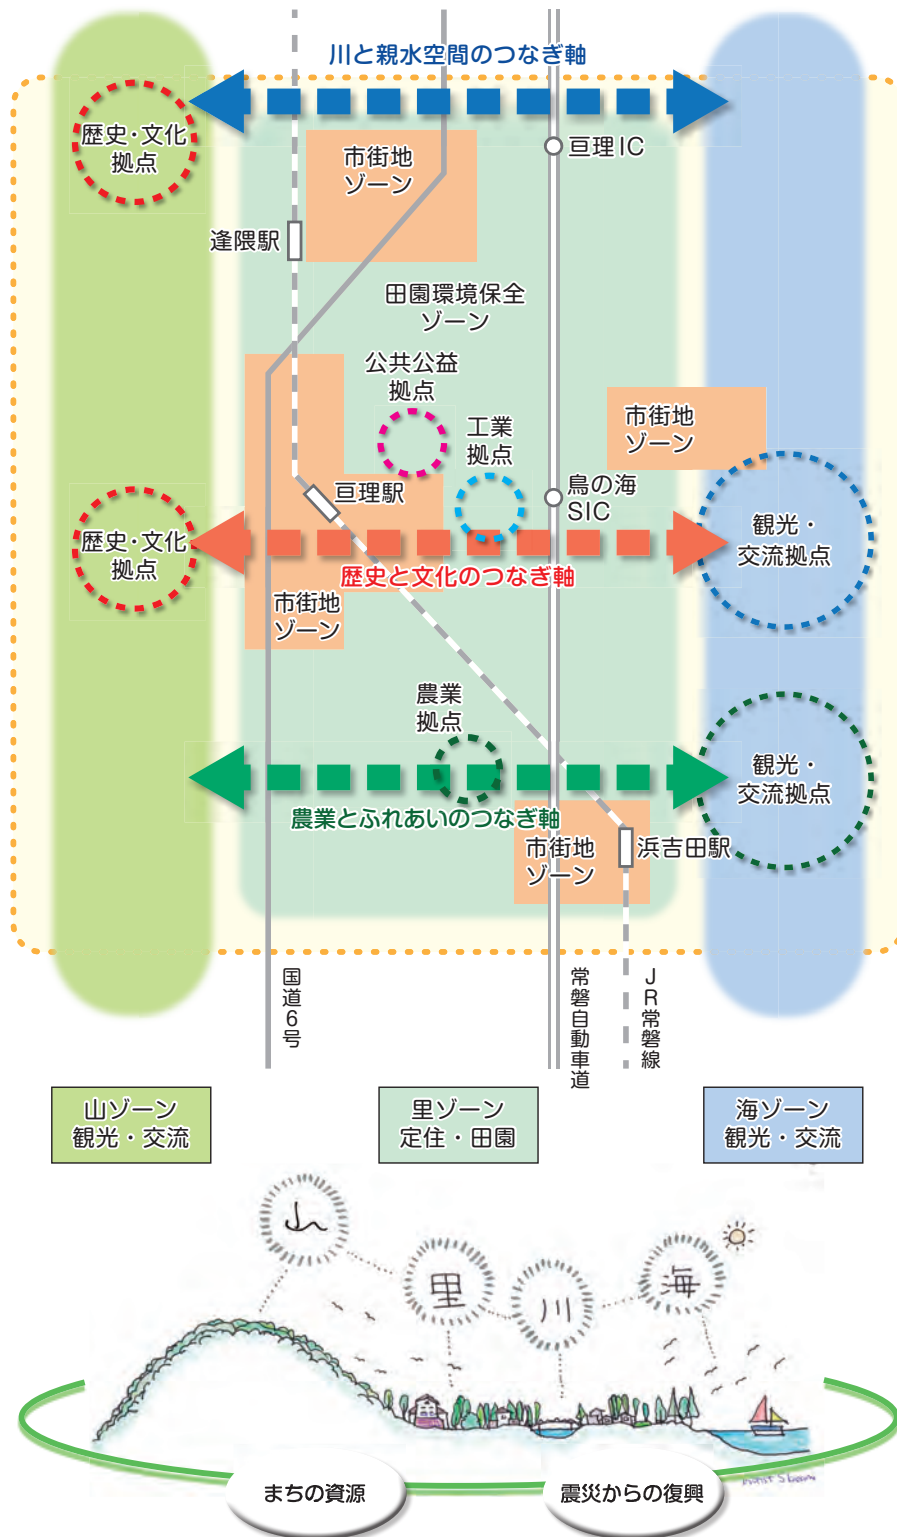 川と親水空間のつなぎ軸
歴史・文化
拠点
市街地
ゾーン
亘理IC
逢隈駅
田園環境保全
ゾーン
公共公益
拠点
工業
拠点
市街地
ゾーン
亘理駅
鳥の海
SIC
歴史・文化
拠点
観光・
交流拠点
歴史と文化のつなぎ軸
市街地
ゾーン
農業
拠点
観光・
交流拠点
農業とふれあいのつなぎ軸
市街地
ゾーン
浜吉田駅
国道6号
常磐自動車道
JR常磐線
山ゾーン
観光・交流
里ゾーン
定住・田園
海ゾーン
観光・交流
山
里
川
海
まちの資源
震災からの復興